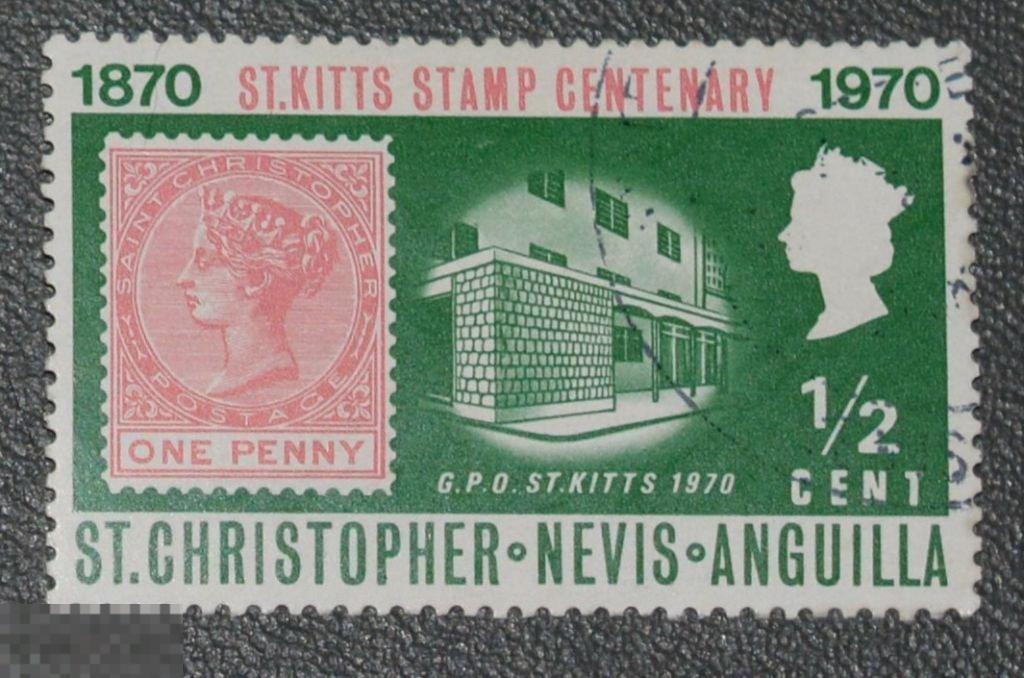 1870 ST.KITTS STAMP CENTENARY 1970
SAINT CHRISTOPHER
POSTAGE
ONE PENNY
G.P.O. ST.KITTS 1970
1/2
CENT
ST.CHRISTOPHER•NEVIS•ANGUILLA